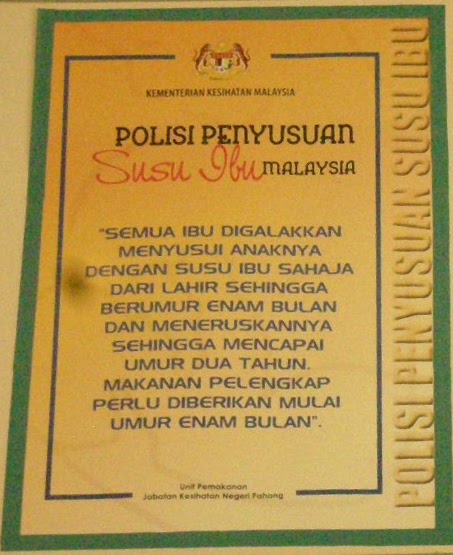 KEMENTERIAN KESIHATAN MALAYSIA
POLISI PENYUSUAN
Susu Ibu MALAYSIA
"SEMUA IBU DIGALAKKAN
MENYUSUI ANAKNYA
DENGAN SUSU IBU SAHAJA
DARI LAHIR SEHINGGA
BERUMUR ENAM BULAN
DAN MENERUSKANNYA
SEHINGGA MENCAPAI
UMUR DUA TAHUN.
MAKANAN PELENGKAP
PERLU DIBERIKAN MULAI
UMUR ENAM BULAN".
Unit Pemakanan
Jabatan Kesihatan Negeri Pahang
POLISI PENYUSUAN SUSU IBU